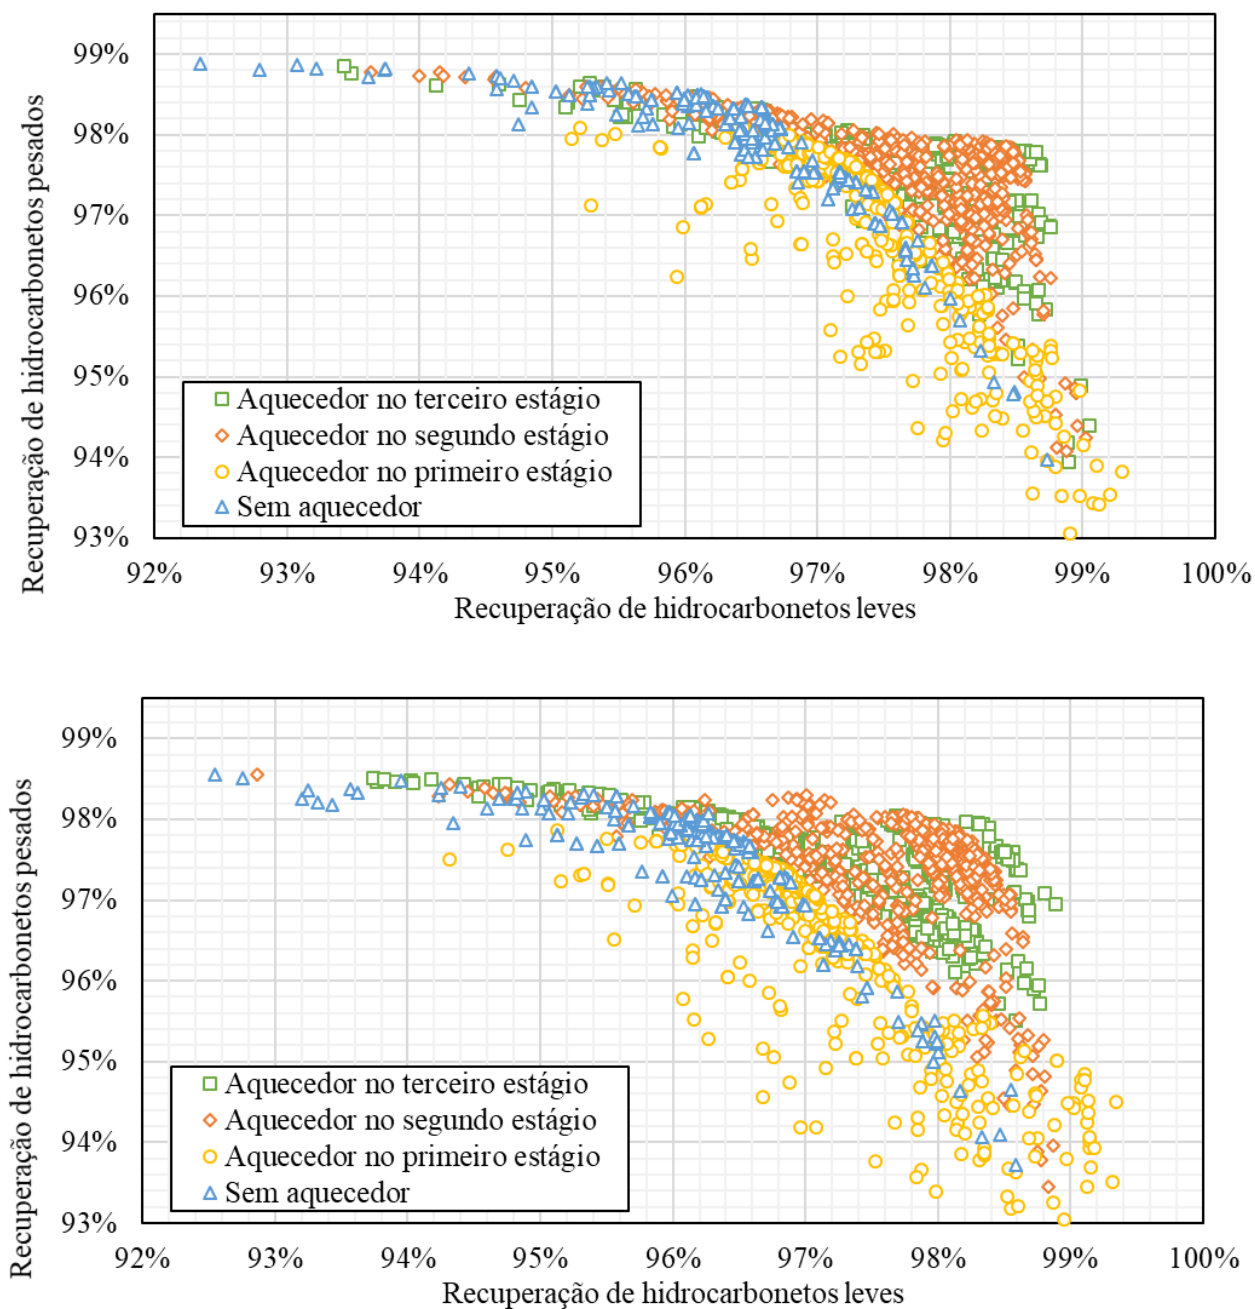 Recuperação de hidrocarbonetos pesados
99%
98%
97%
96%
95%
94%
93%
Aquecedor no terceiro estágio
Aquecedor no segundo estágio
Aquecedor no primeiro estágio
Sem aquecedor
92% 93% 94% 95% 96% 97% 98% 99% 100%
Recuperação de hidrocarbonetos leves
Recuperação de hidrocarbonetos pesados
99%
98%
97%
96%
95%
94%
93%
Aquecedor no terceiro estágio
Aquecedor no segundo estágio
Aquecedor no primeiro estágio
Sem aquecedor
92% 93% 94% 95% 96% 97% 98% 99% 100%
Recuperação de hidrocarbonetos leves